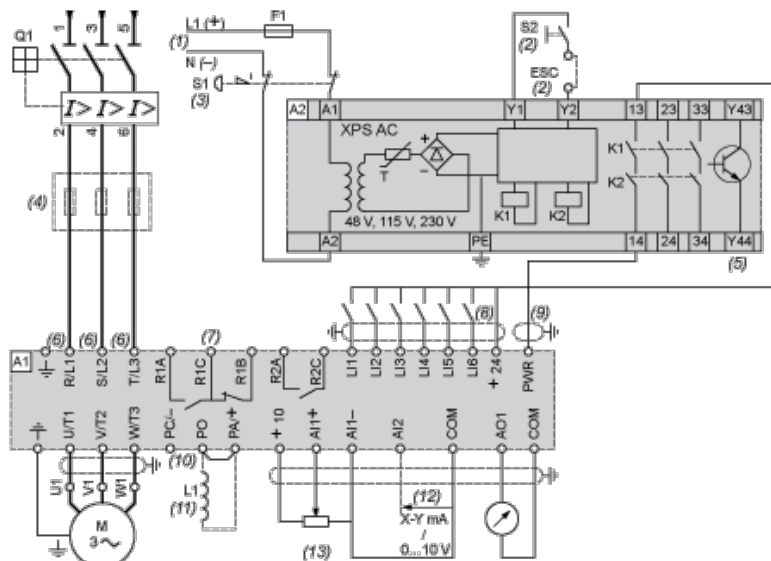 1 3 5
Q1
2 4 6
(4)
L1 (+)
F1
(1)
N (–)
S1
(3)
S2
(2)
ESC
(2)
A2 A1 Y1 Y2 13 23 33 Y43
XPS AC
+
T
–
K1
K2
K1 K2
48 V, 115 V, 230 V
A2 PE 14 24 34 Y44
(5)
(8) (9)
(6) (6) (6) (7)
A1
R/L1 S/L2 T/L3 R1A R1C R1B R2A R2C LI1 LI2 LI3 LI4 LI5 LI6 + 24 PWR
U/T1 V/T2 W/T3 PC/– PO PA/+ + 10 AI1+ AI1– AI2 COM AO1 COM
(10)
U1 V1 W1
L1
(11)
(12)
X-Y mA
/
0...10 V
M
3
(13)